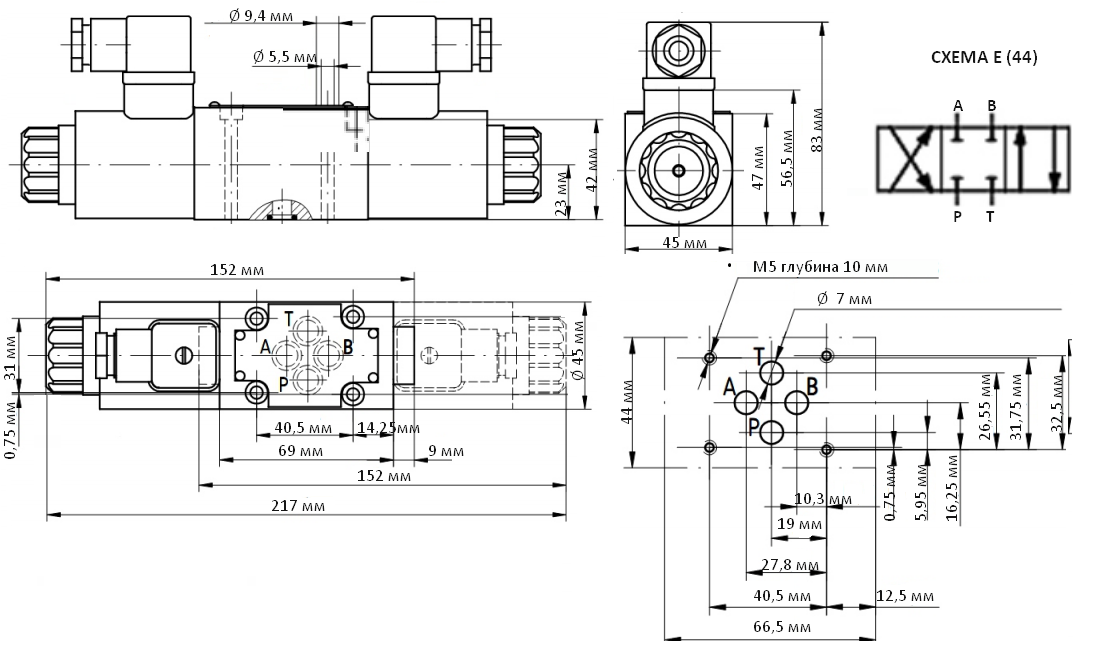 Ø 9,4 мм
Ø 5,5 мм
23 мм
42 мм
45 мм
47 мм
56,5 мм
83 мм
СХЕМА Е (44)
A B
P T
152 мм
31 мм
0,75 мм
T
A B
P
Ø 45 мм
40,5 мм
14,25мм
69 мм
9 мм
152 мм
217 мм
М5 глубина 10 мм
Ø 7 мм
44 мм
T
A B
P
26,55 мм
31,75 мм
32,5 мм
0,75 мм
5,95 мм
16,25 мм
10,3 мм
19 мм
27,8 мм
40,5 мм
12,5 мм
66,5 мм